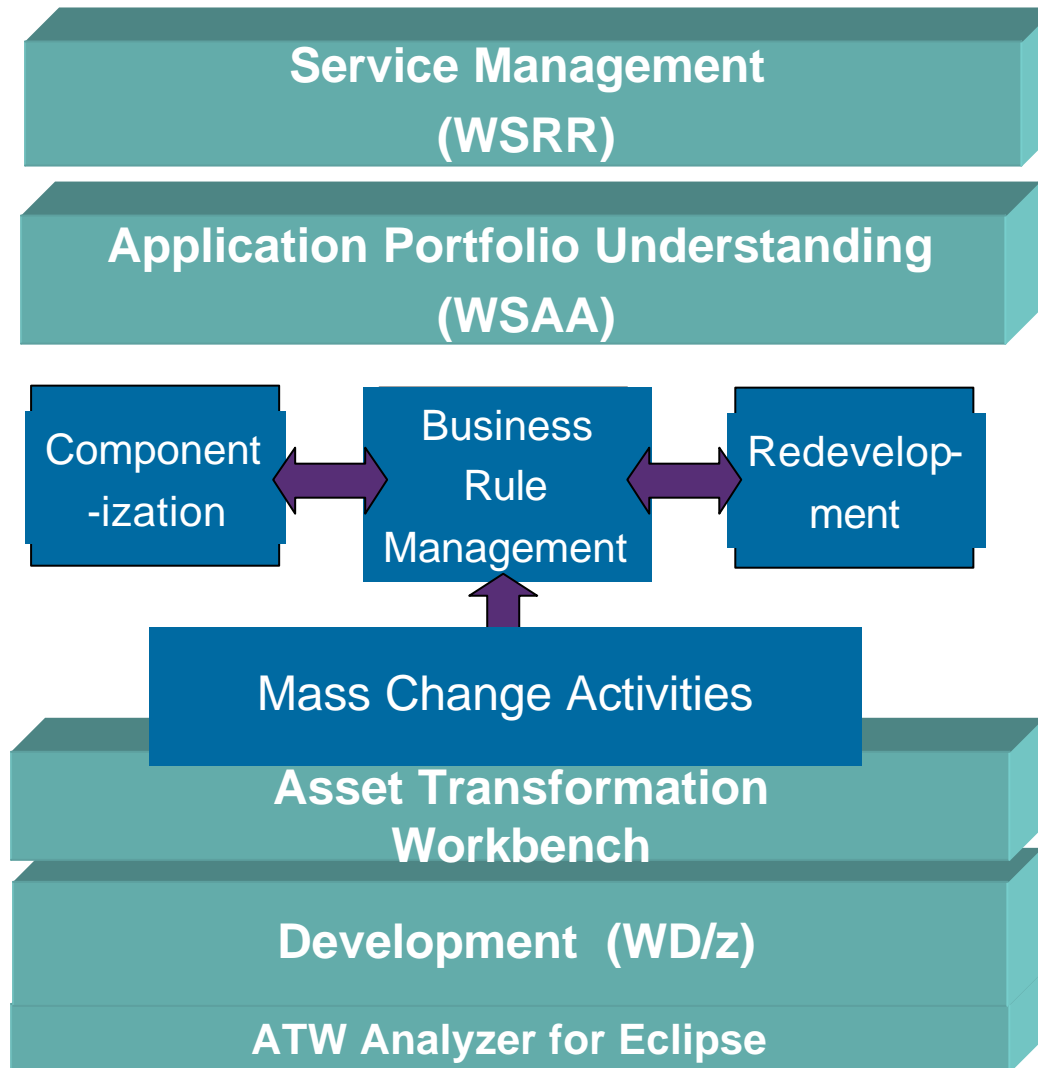 Service Management
(WSRR)
Application Portfolio Understanding
(WSAA)
Component
-ization
Business
Rule
Management
Redevelop-
ment
Mass Change Activities
Asset Transformation
Workbench
Development (WD/z)
ATW Analyzer for Eclipse